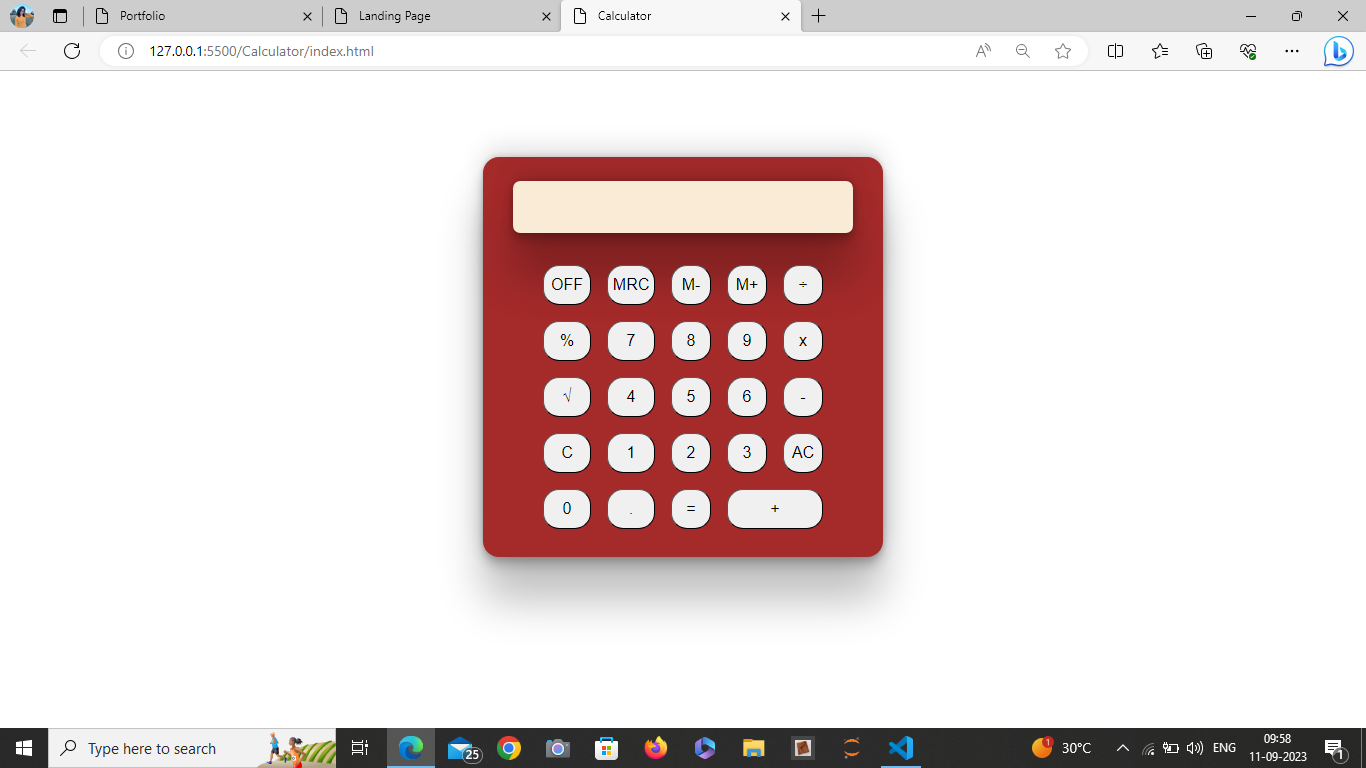 Portfolio
Landing Page
Calculator
127.0.0.1:5500/Calculator/index.html
OFF MRC M- M+ ÷
% 7 8 9 x
√ 4 5 6 -
C 1 2 3 AC
0 . = +
Type here to search
25
1
30°C
ENG
09:58
11-09-2023
1